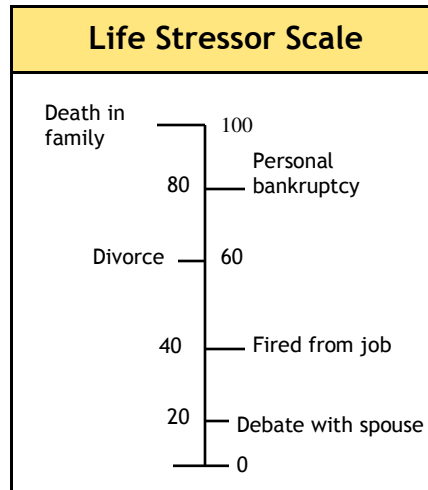 Life Stressor Scale
Death in
family
100
Personal
80
bankruptcy
Divorce
60
40
Fired from job
20
Debate with spouse
0